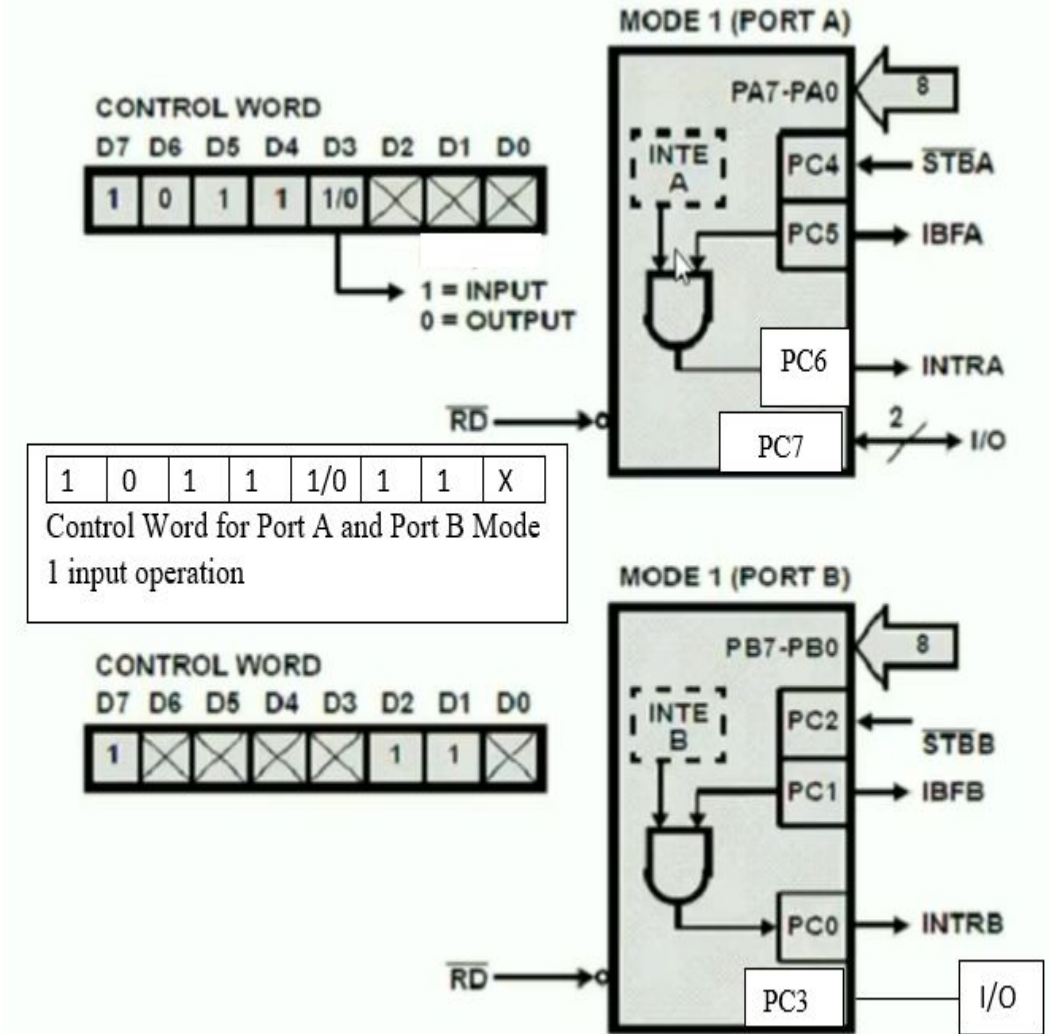 MODE 1 (PORT A)
CONTROL WORD
D7 D6 D5 D4 D3 D2 D1 D0
1 0 1 1 1/0
1 = INPUT
0 = OUTPUT
PA7-PA0
8
INTE
A
PC4
STBA
PC5
IBFA
PC6
INTRA
RD
PC7
2
I/O
1 0 1 1 1/0 1 1 X
Control Word for Port A and Port B Mode
1 input operation
MODE 1 (PORT B)
CONTROL WORD
D7 D6 D5 D4 D3 D2 D1 D0
1 1 1
PB7-PB0
8
INTE
B
PC2
STBB
PC1
IBFB
PC0
INTRB
RD
PC3
I/O